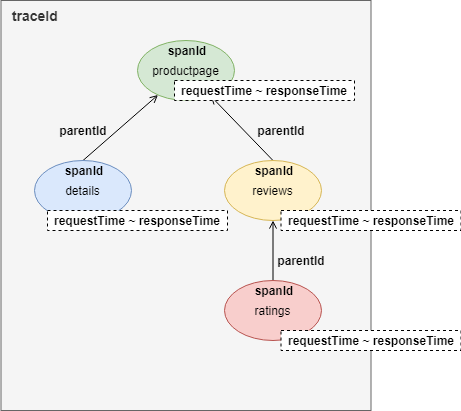 traceId
spanId
productpage
requestTime ~ responseTime
parentId
parentId
spanId
details
requestTime ~ responseTime
spanId
reviews
requestTime ~ responseTime
parentId
spanId
ratings
requestTime ~ responseTime